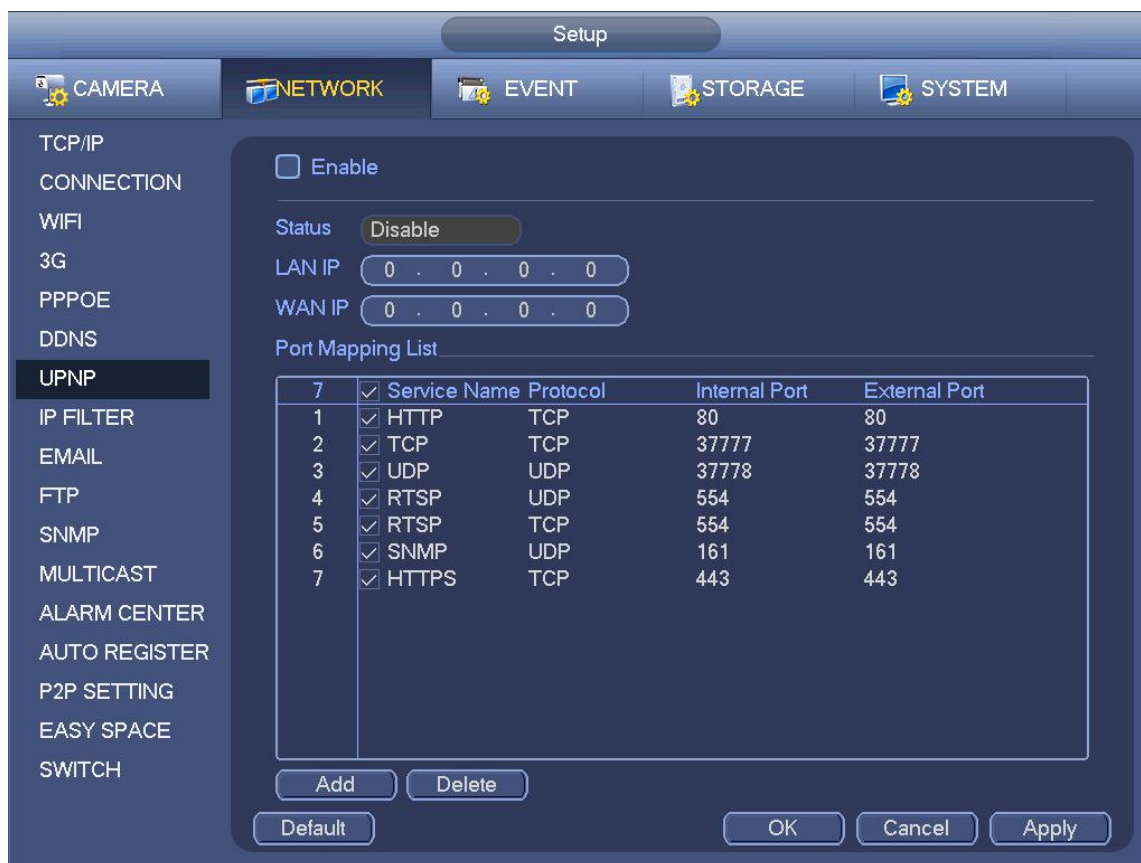 Setup
CAMERA NETWORK EVENT STORAGE SYSTEM
TCP/IP
CONNECTION
WIFI
3G
PPPOE
DDNS
UPNP
IP FILTER
EMAIL
FTP
SNMP
MULTICAST
ALARM CENTER
AUTO REGISTER
P2P SETTING
EASY SPACE
SWITCH
Enable
Status Disable
LAN IP 0 . 0 . 0 . 0
WAN IP 0 . 0 . 0 . 0
Port Mapping List
7 Service Name Protocol Internal Port External Port
1 HTTP TCP 80 80
2 TCP TCP 37777 37777
3 UDP UDP 37778 37778
4 RTSP UDP 554 554
5 RTSP TCP 554 554
6 SNMP UDP 161 161
7 HTTPS TCP 443 443
Add Delete
Default OK Cancel Apply